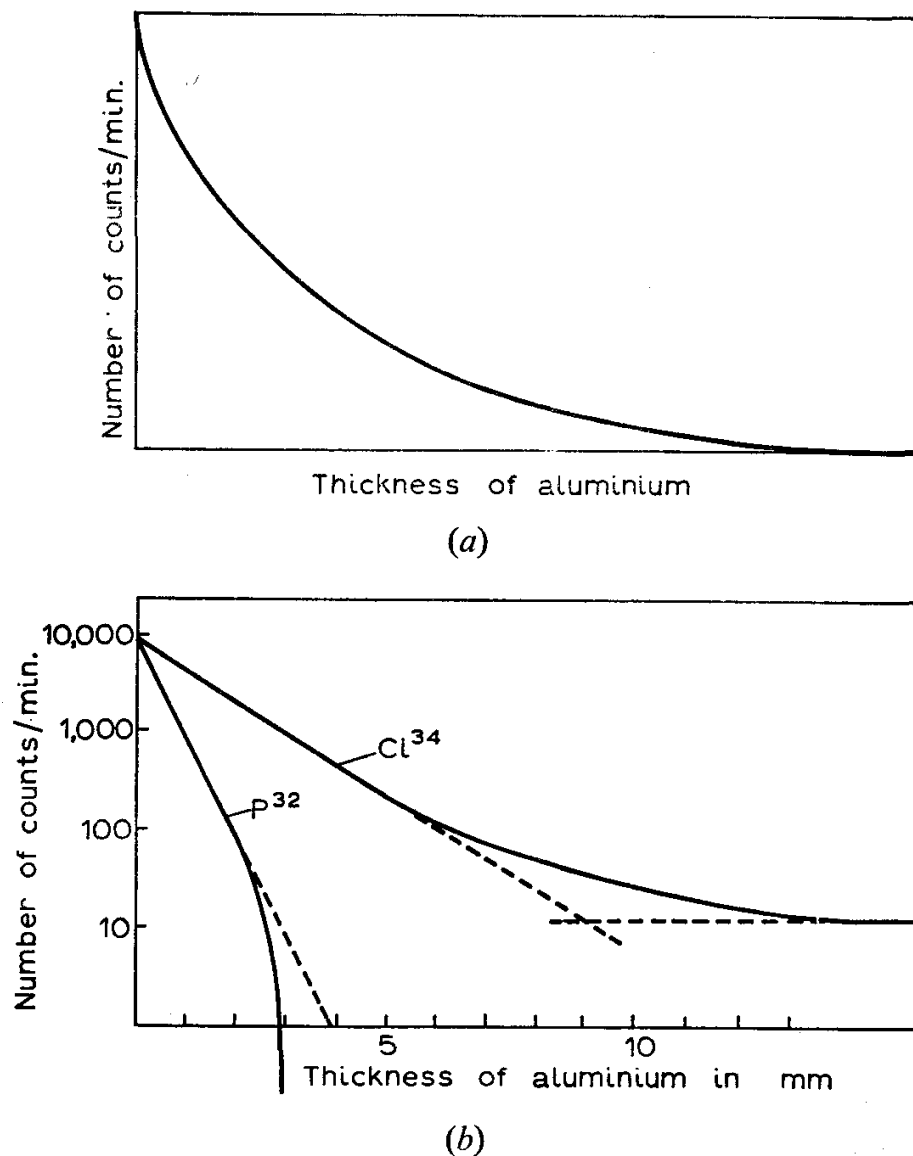 Number of counts/min.
Thickness of aluminium
(a)
Number of counts/min.
10,000
1,000
100
10
Cl³⁴
P³²
5
10
Thickness of aluminium in mm
(b)